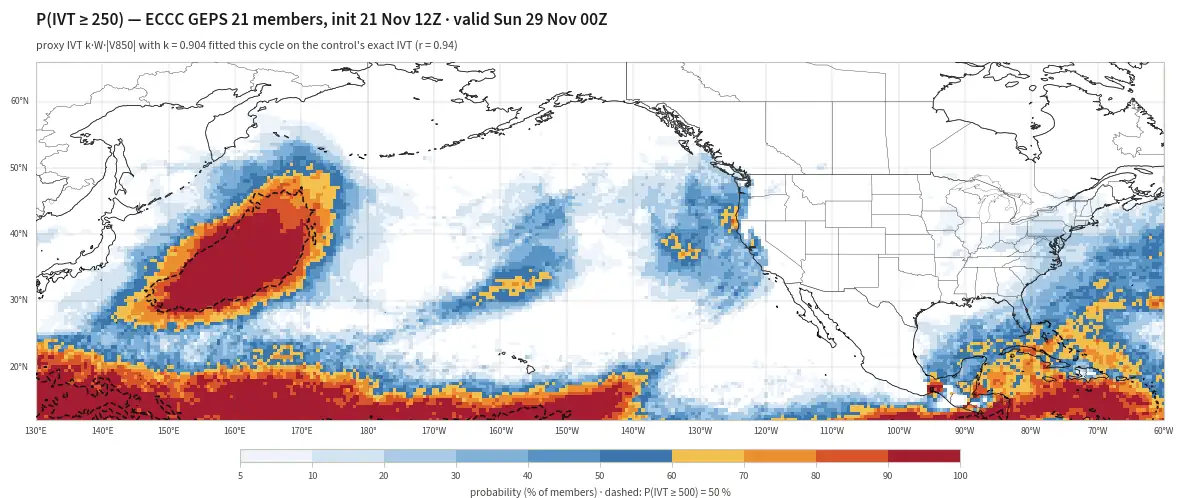 P(IVT ≥ 250) — ECCC GEPS 21 members, init 21 Nov 12Z · valid Sun 29 Nov 00Z
proxy IVT k·W·|V850| with k = 0.904 fitted this cycle on the control's exact IVT (r = 0.94)
60°N
50°N
40°N
30°N
20°N
130°E 140°E 150°E 160°E 170°E 180° 170°W 160°W 150°W 140°W 130°W 120°W 110°W 100°W 90°W 80°W 70°W 60°W
5 10 20 30 40 50 60 70 80 90 100
probability (% of members) · dashed: P(IVT ≥ 500) = 50 %